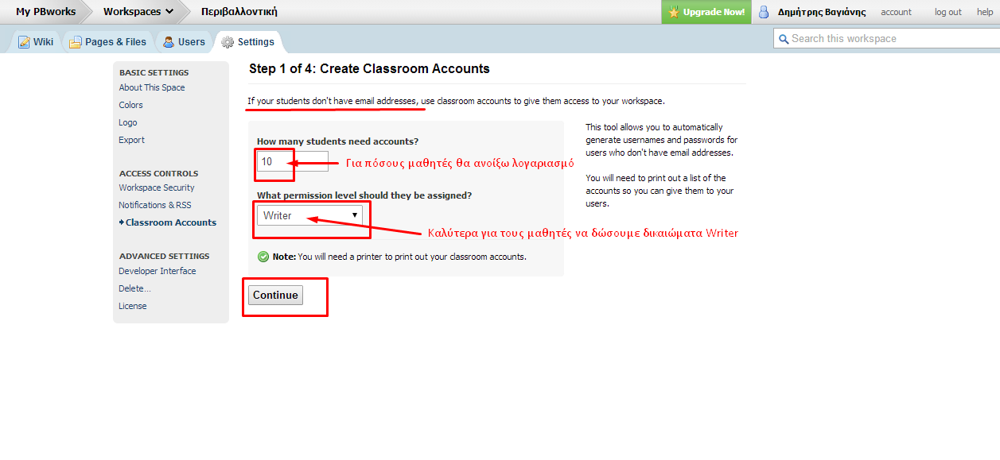 My PBworks
Workspaces
Περιβαλλοντική
Upgrade Now!
Δημήτρης Βαγιάνης
account
log out
help
Wiki
Pages & Files
Users
Settings
Search this workspace
BASIC SETTINGS
About This Space
Colors
Logo
Export
ACCESS CONTROLS
Workspace Security
Notifications & RSS
Classroom Accounts
ADVANCED SETTINGS
Developer Interface
Delete...
License
Step 1 of 4: Create Classroom Accounts
If your students don't have email addresses, use classroom accounts to give them access to your workspace.
How many students need accounts?
10
Για πόσους μαθητές θα ανοίξω λογαριασμό
What permission level should they be assigned?
Writer
Καλύτερα για τους μαθητές να δώσουμε δικαιώματα Writer
Note: You will need a printer to print out your classroom accounts.
Continue
This tool allows you to automatically
generate usernames and passwords for
users who don't have email addresses.
You will need to print out a list of the
accounts so you can give them to your
users.